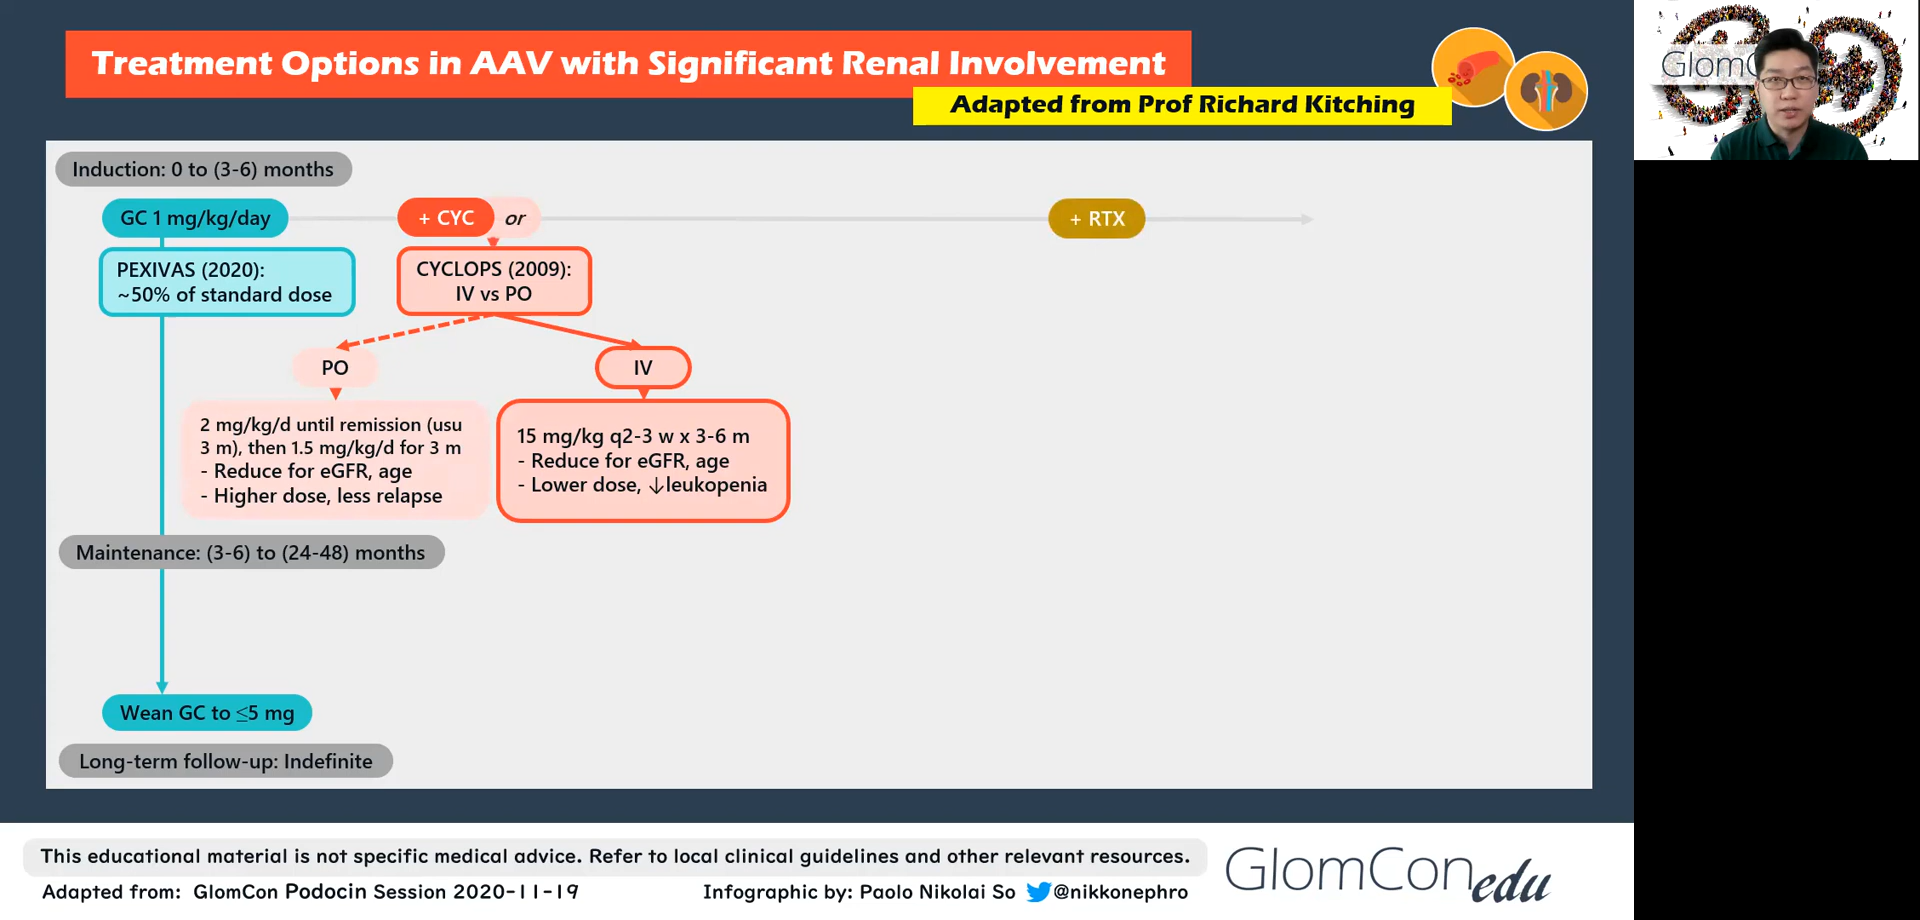 Treatment Options in AAV with Significant Renal Involvement
Adapted from Prof Richard Kitching
Induction: 0 to (3-6) months
GC 1 mg/kg/day
+ CYC
or
+ RTX
PEXIVAS (2020):
~50% of standard dose
CYCLOPS (2009):
IV vs PO
PO
IV
2 mg/kg/d until remission (usu
3 m), then 1.5 mg/kg/d for 3 m
- Reduce for eGFR, age
- Higher dose, less relapse
15 mg/kg q2-3 w x 3-6 m
- Reduce for eGFR, age
- Lower dose, ↓leukopenia
Maintenance: (3-6) to (24-48) months
Wean GC to ≤5 mg
Long-term follow-up: Indefinite
This educational material is not specific medical advice. Refer to local clinical guidelines and other relevant resources.
Adapted from: GlomCon Podocin Session 2020-11-19
Infographic by: Paolo Nikolai So @nikkonephro
GlomCon edu